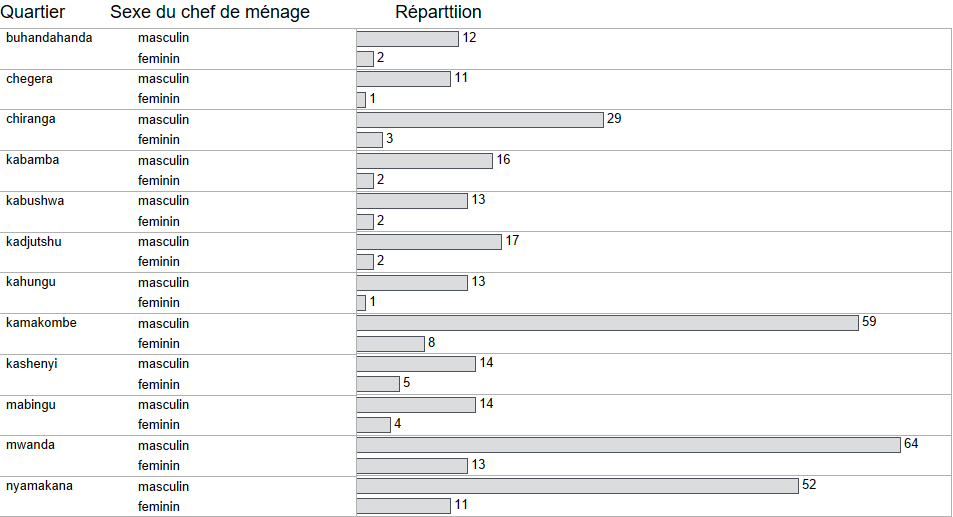 Quartier Sexe du chef de ménage Réparttiion
buhandahanda masculin 12
feminin 2
chegera masculin 11
feminin 1
chiranga masculin 29
feminin 3
kabamba masculin 16
feminin 2
kabushwa masculin 13
feminin 2
kadjutshu masculin 17
feminin 2
kahungu masculin 13
feminin 1
kamakombe masculin 59
feminin 8
kashenyi masculin 14
feminin 5
mabingu masculin 14
feminin 4
mwanda masculin 64
feminin 13
nyamakana masculin 52
feminin 11